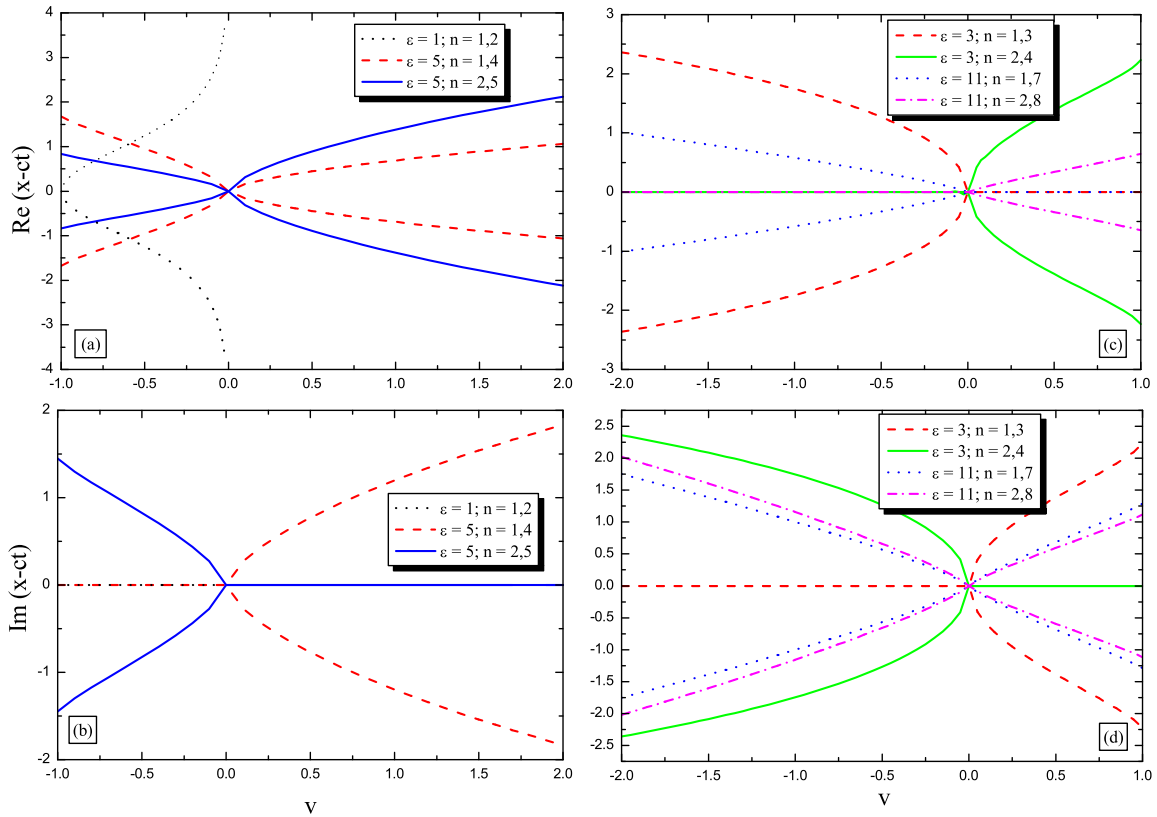 4
3
2
1
0
-1
-2
-3
-4
Re (x-ct)
ε = 1; n = 1,2
ε = 5; n = 1,4
ε = 5; n = 2,5
(a)
-1.0 -0.5 0.0 0.5 1.0 1.5 2.0
3
2
1
0
-1
-2
-3
ε = 3; n = 1,3
ε = 3; n = 2,4
ε = 11; n = 1,7
ε = 11; n = 2,8
(c)
-2.0 -1.5 -1.0 -0.5 0.0 0.5 1.0
2
1
0
-1
-2
Im (x-ct)
ε = 1; n = 1,2
ε = 5; n = 1,4
ε = 5; n = 2,5
(b)
-1.0 -0.5 0.0 0.5 1.0 1.5 2.0
v
2.5
2.0
1.5
1.0
0.5
0.0
-0.5
-1.0
-1.5
-2.0
-2.5
ε = 3; n = 1,3
ε = 3; n = 2,4
ε = 11; n = 1,7
ε = 11; n = 2,8
(d)
-2.0 -1.5 -1.0 -0.5 0.0 0.5 1.0
v